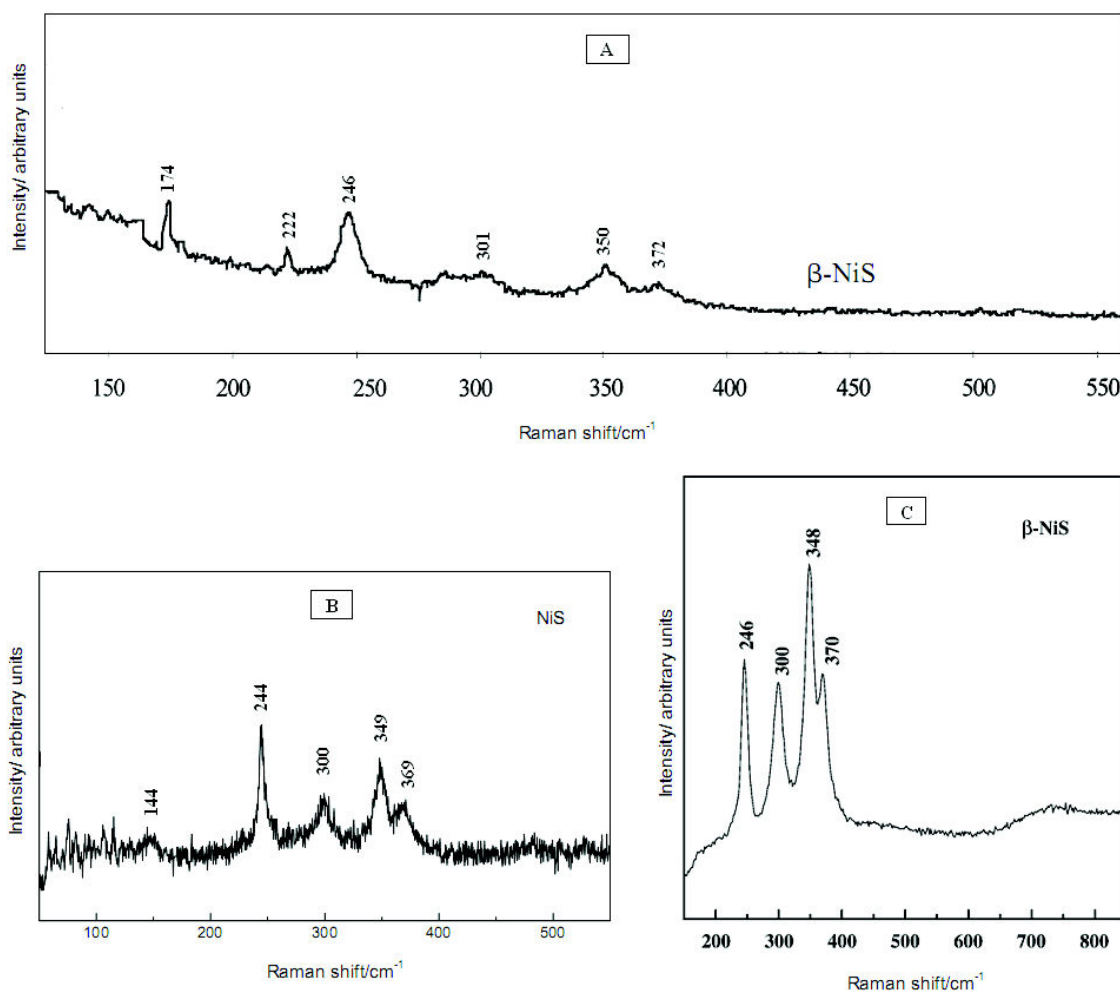 A
Intensity/ arbitrary units
174
222
246
301
350
372
β-NiS
150 200 250 300 350 400 450 500 550
Raman shift/cm-1
B
NiS
Intensity/ arbitrary units
144
244
300
349
369
100 200 300 400 500
Raman shift/cm-1
C
β-NiS
Intensity/ arbitrary units
246
300
348
370
200 300 400 500 600 700 800
Raman shift/cm-1